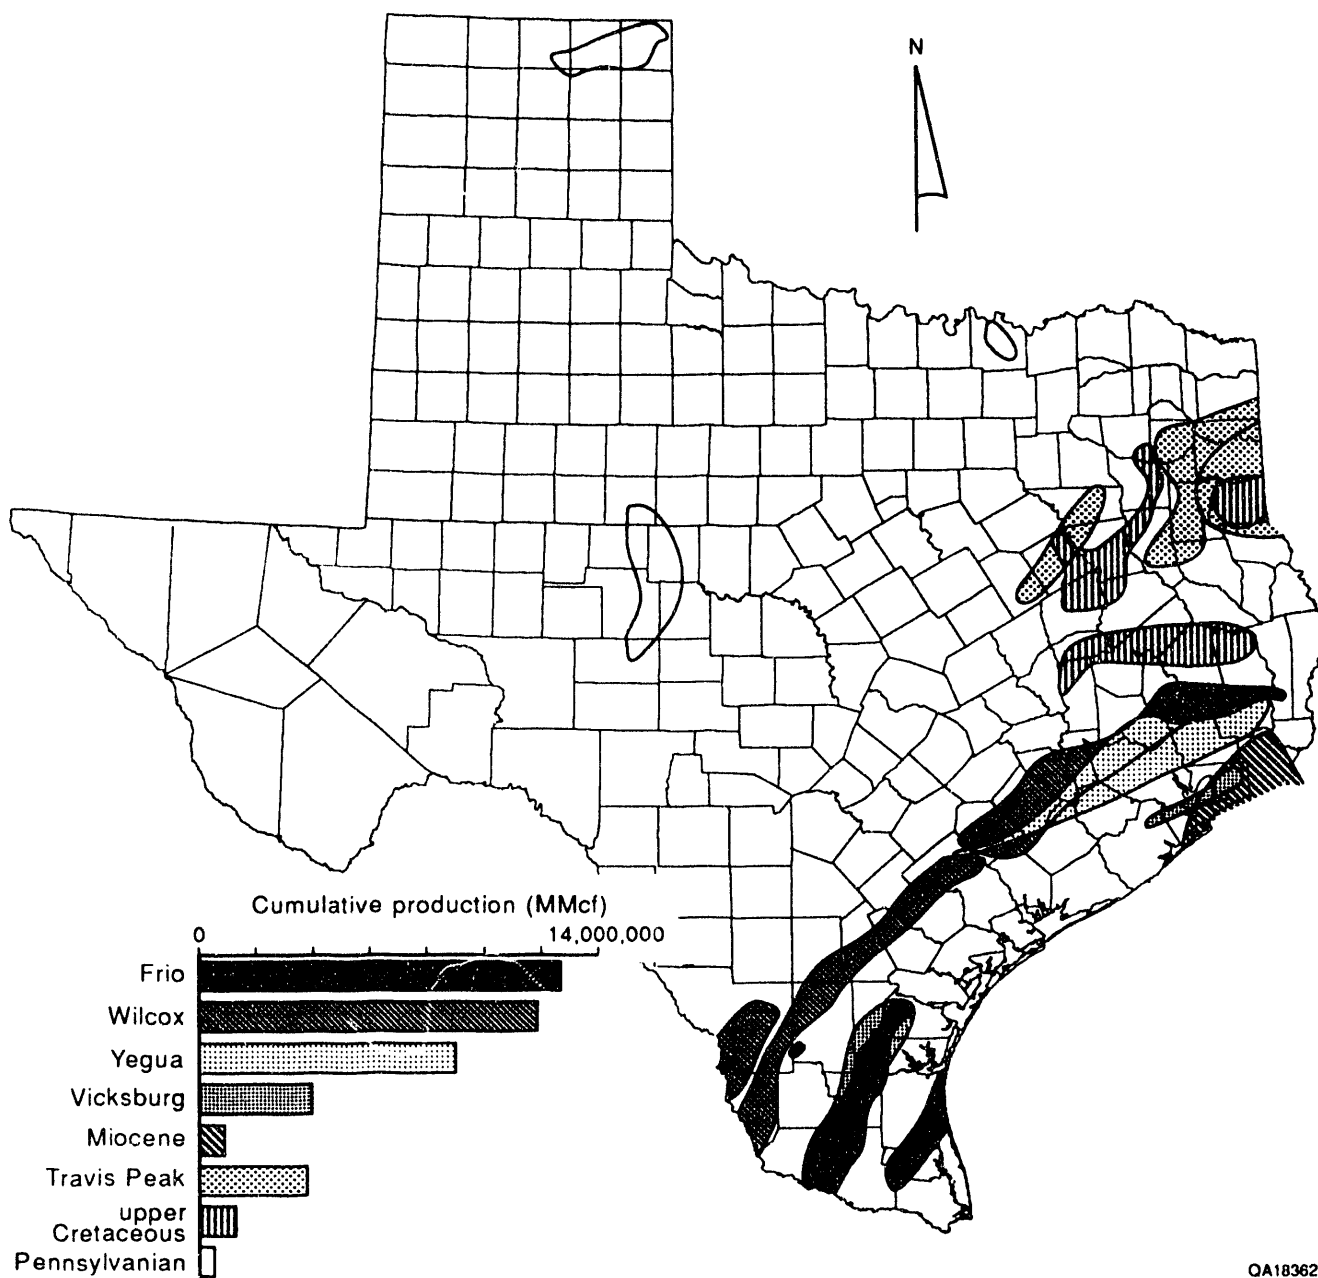 N
Cumulative production (MMcf)
0 14,000,000
Frio
Wilcox
Yegua
Vicksburg
Miocene
Travis Peak
upper
Cretaceous
Pennsylvanian
QA18362